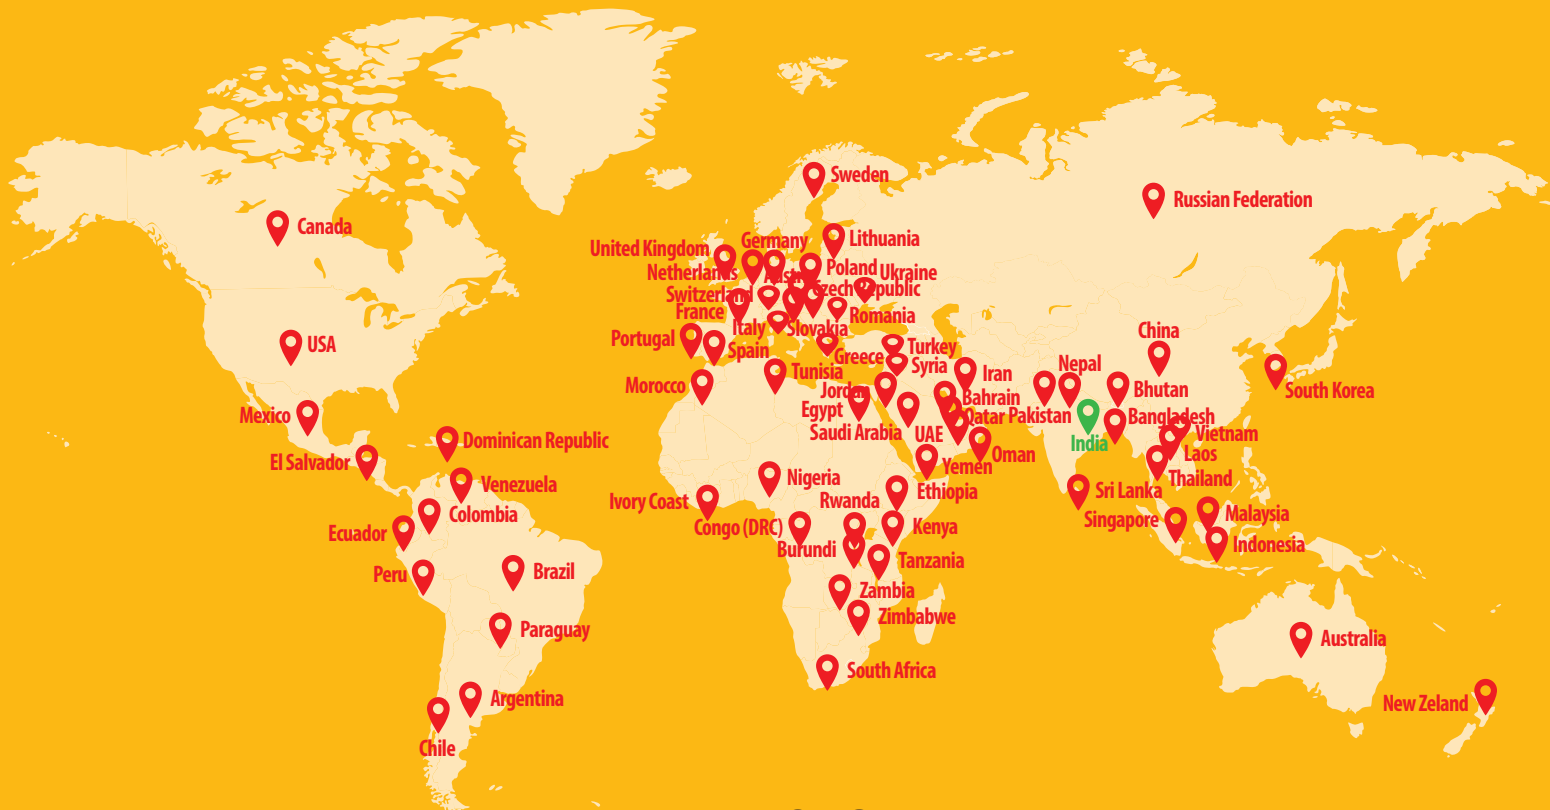 Sweden
Russian Federation
Canada
United Kingdom
Germany
Lithuania
Netherlands
Austria
Poland
Ukraine
Switzerland
Czech Republic
France
Romania
Italy
Slovakia
Portugal
Spain
USA
China
Greece
Turkey
Syria
Tunisia
Iran
Nepal
Morocco
Jordan
Bhutan
South Korea
Bahrain
Egypt
Qatar
Pakistan
Bangladesh
Mexico
Saudi Arabia
UAE
India
Vietnam
Dominican Republic
Oman
Laos
El Salvador
Yemen
Thailand
Venezuela
Nigeria
Ethiopia
Sri Lanka
Ivory Coast
Rwanda
Colombia
Singapore
Malaysia
Ecuador
Congo (DRC)
Kenya
Indonesia
Burundi
Tanzania
Peru
Brazil
Zambia
Zimbabwe
Paraguay
Australia
South Africa
Argentina
New Zeland
Chile